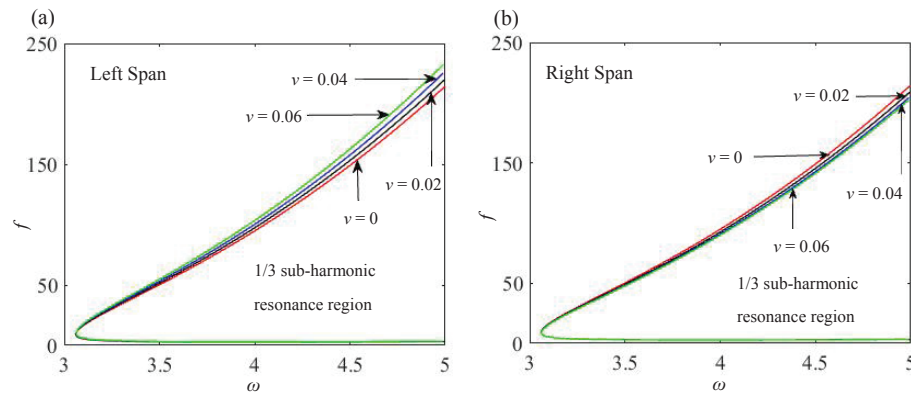 (a)
250
Left Span
v = 0.04
v = 0.06
150
v = 0.02
v = 0
f
1/3 sub-harmonic
resonance region
50
0
3
3.5
4
4.5
5
ω
(b)
250
Right Span
v = 0.02
150
v = 0
v = 0.04
f
v = 0.06
1/3 sub-harmonic
resonance region
50
0
3
3.5
4
4.5
5
ω